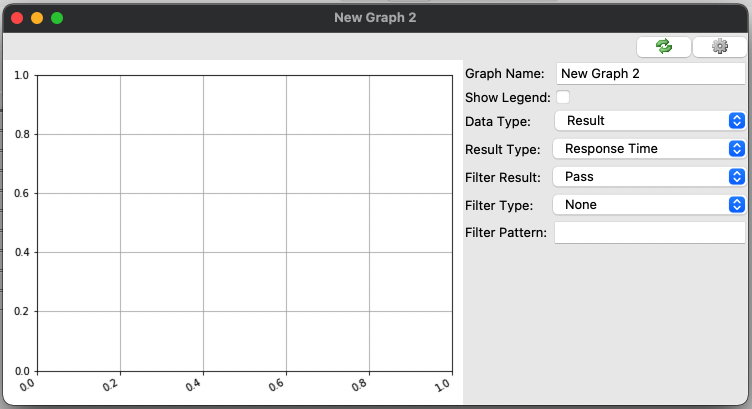 New Graph 2
Graph Name: New Graph 2
Show Legend:
Data Type: Result
Result Type: Response Time
Filter Result: Pass
Filter Type: None
Filter Pattern:
1.0
0.8
0.6
0.4
0.2
0.0
0.0 0.2 0.4 0.6 0.8 1.0